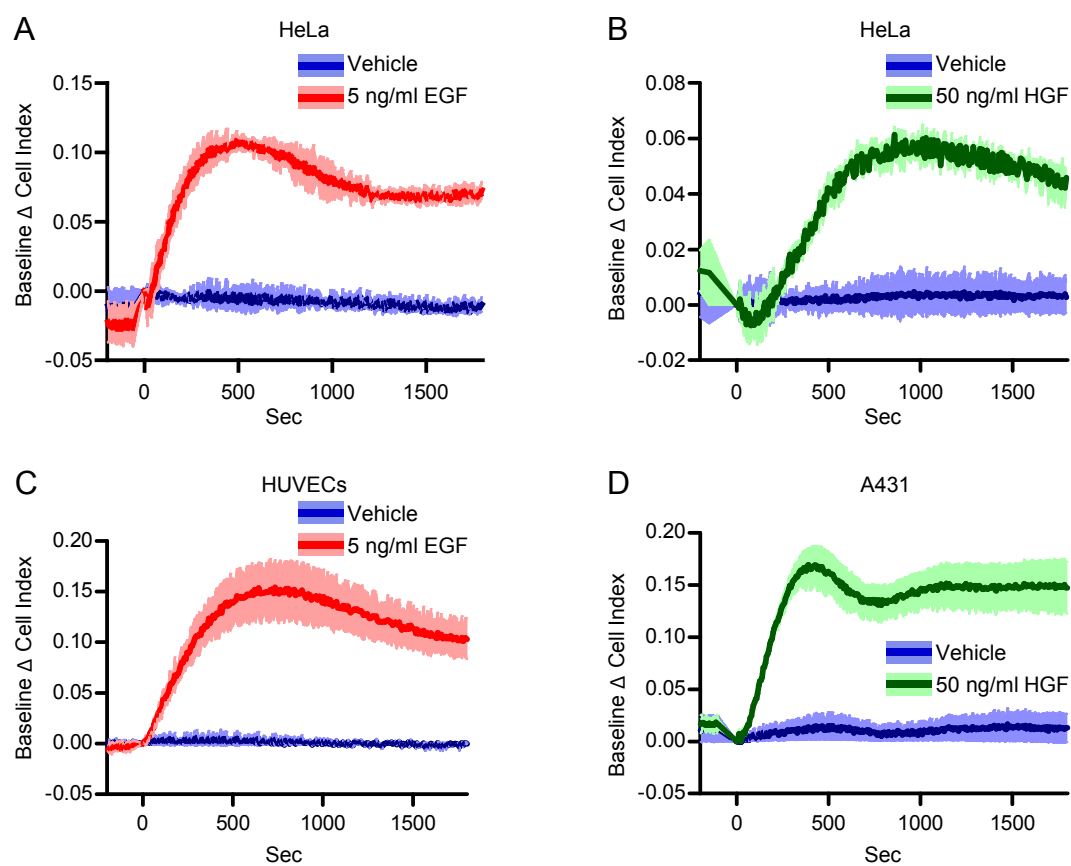 A
HeLa
Vehicle
5 ng/ml EGF
Baseline Δ Cell Index
0.15
0.10
0.05
0.00
-0.05
0
500
1000
1500
Sec
B
HeLa
Vehicle
50 ng/ml HGF
Baseline Δ Cell Index
0.08
0.06
0.04
0.02
0.00
-0.02
0
500
1000
1500
Sec
C
HUVECs
Vehicle
5 ng/ml EGF
Baseline Δ Cell Index
0.20
0.15
0.10
0.05
0.00
-0.05
0
500
1000
1500
Sec
D
A431
Vehicle
50 ng/ml HGF
Baseline Δ Cell Index
0.20
0.15
0.10
0.05
0.00
-0.05
0
500
1000
1500
Sec